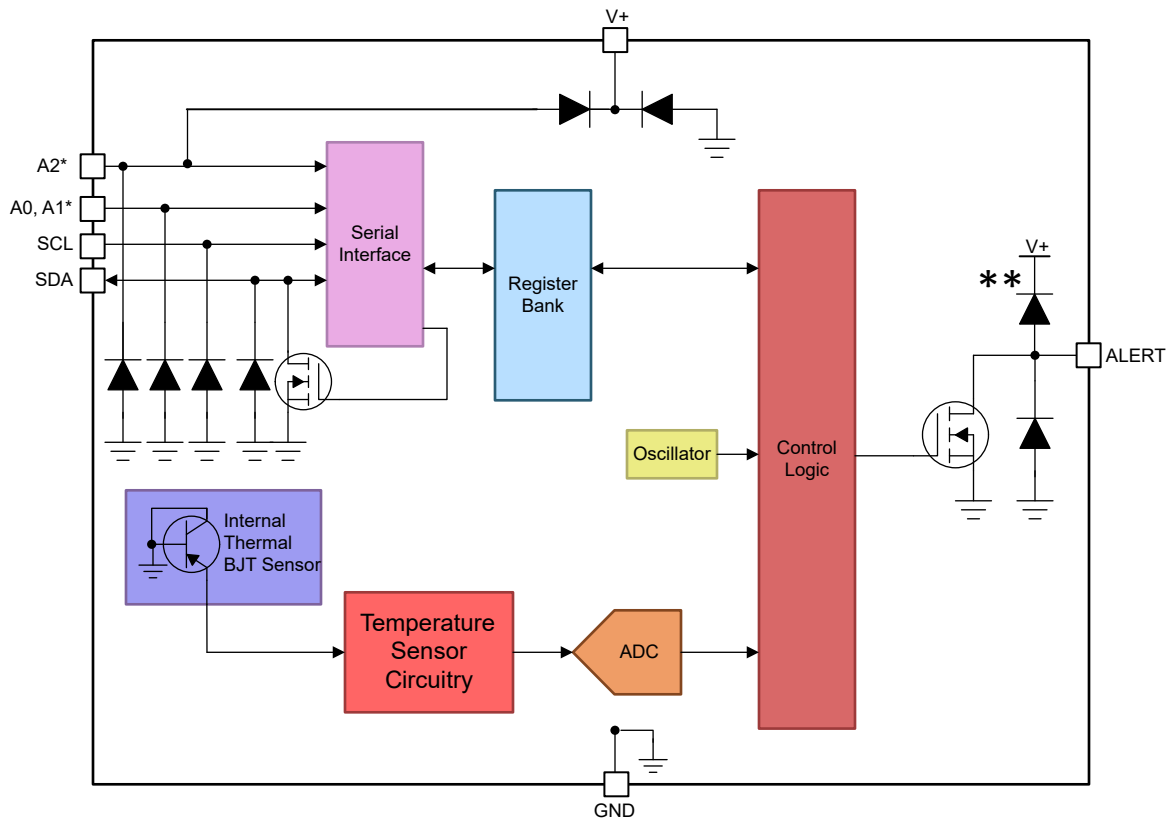 V+
A2*
A0, A1*
SCL
SDA
Serial
Interface
Register
Bank
V+
**
ALERT
Oscillator
Control
Logic
Internal
Thermal
BJT Sensor
Temperature
Sensor
Circuitry
ADC
GND